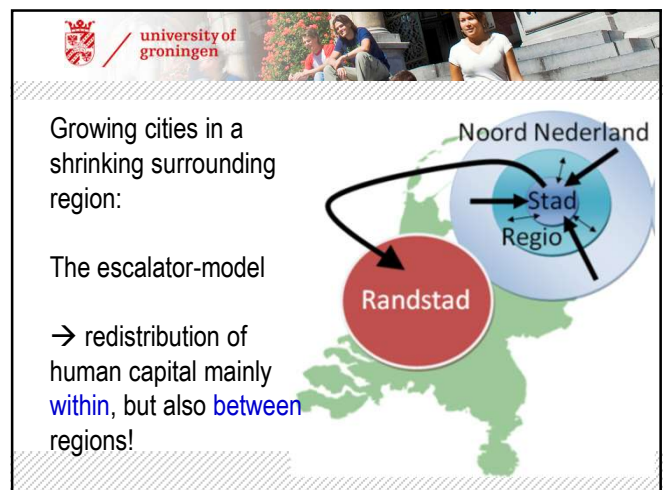 university of
groningen
Growing cities in a
shrinking surrounding
region:
The escalator-model
→ redistribution of
human capital mainly
within, but also between
regions!
Noord Nederland
Stad
Regio
Randstad